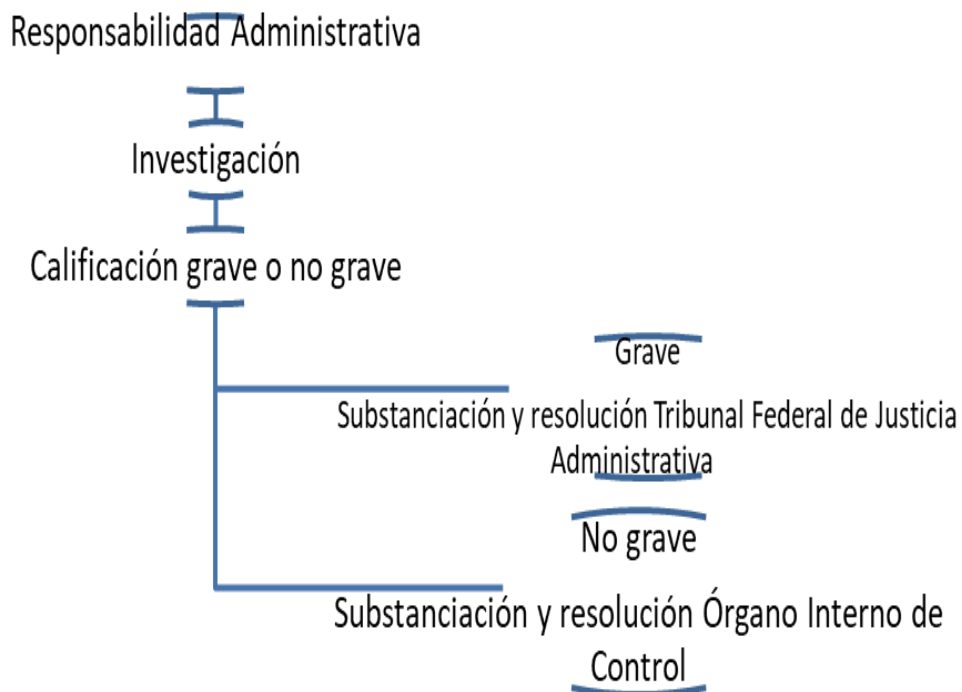 Responsabilidad Administrativa
Investigación
Calificación grave o no grave
Grave
Substanciación y resolución Tribunal Federal de Justicia
Administrativa
No grave
Substanciación y resolución Órgano Interno de
Control